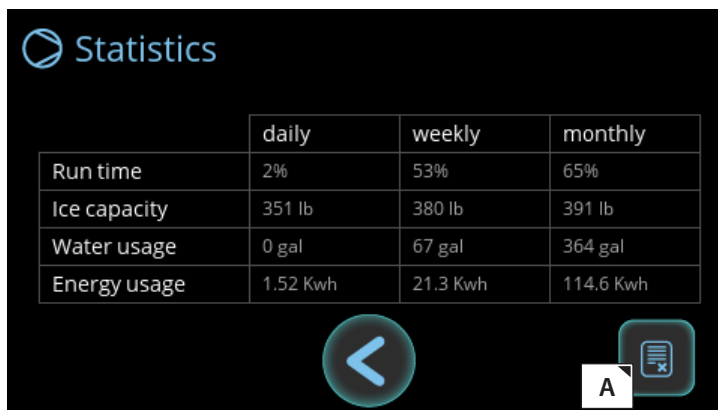 Statistics
daily weekly monthly
Run time 2% 53% 65%
Ice capacity 351 lb 380 lb 391 lb
Water usage 0 gal 67 gal 364 gal
Energy usage 1.52 Kwh 21.3 Kwh 114.6 Kwh
A